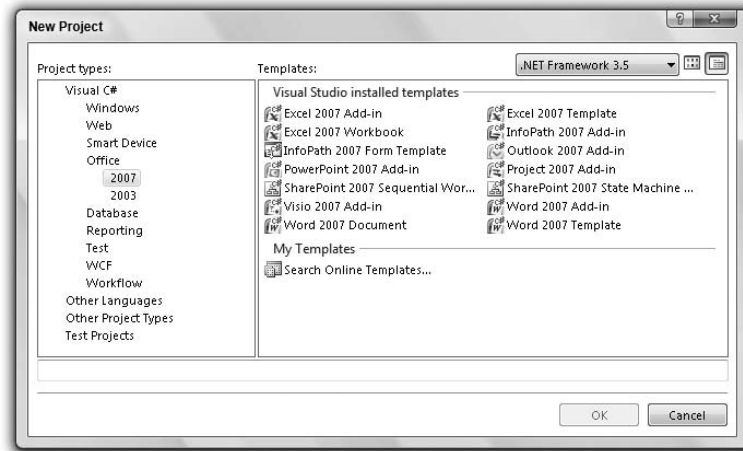 New Project
Project types:
Visual C#
Windows
Web
Smart Device
Office
2007
2003
Database
Reporting
Test
WCF
Workflow
Other Languages
Other Project Types
Test Projects
Templates:
.NET Framework 3.5
Visual Studio installed templates
Excel 2007 Add-in
Excel 2007 Template
Excel 2007 Workbook
InfoPath 2007 Add-in
InfoPath 2007 Form Template
Outlook 2007 Add-in
PowerPoint 2007 Add-in
Project 2007 Add-in
SharePoint 2007 Sequential Wor...
SharePoint 2007 State Machine ...
Visio 2007 Add-in
Word 2007 Add-in
Word 2007 Document
Word 2007 Template
My Templates
Search Online Templates...
OK
Cancel